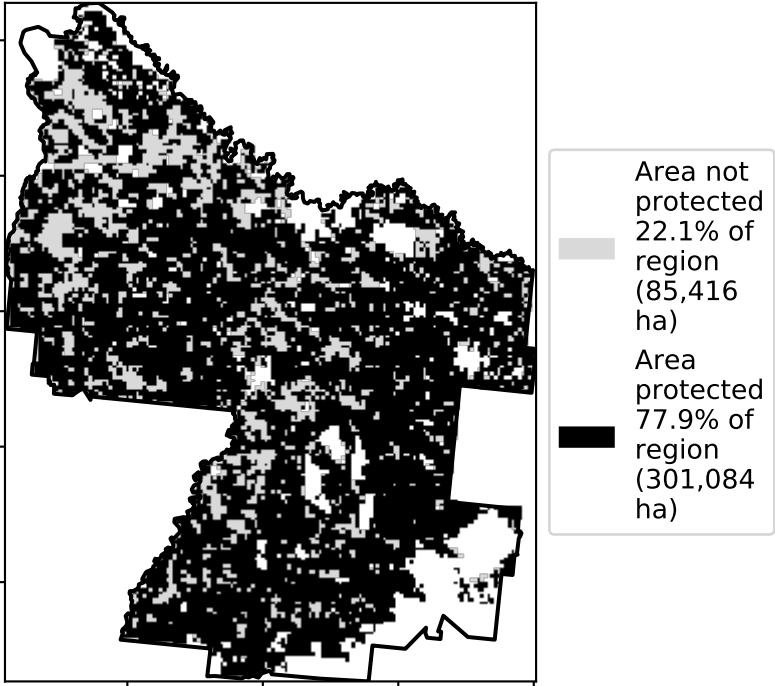 Area not
protected
22.1% of
region
(85,416
ha)
Area
protected
77.9% of
region
(301,084
ha)